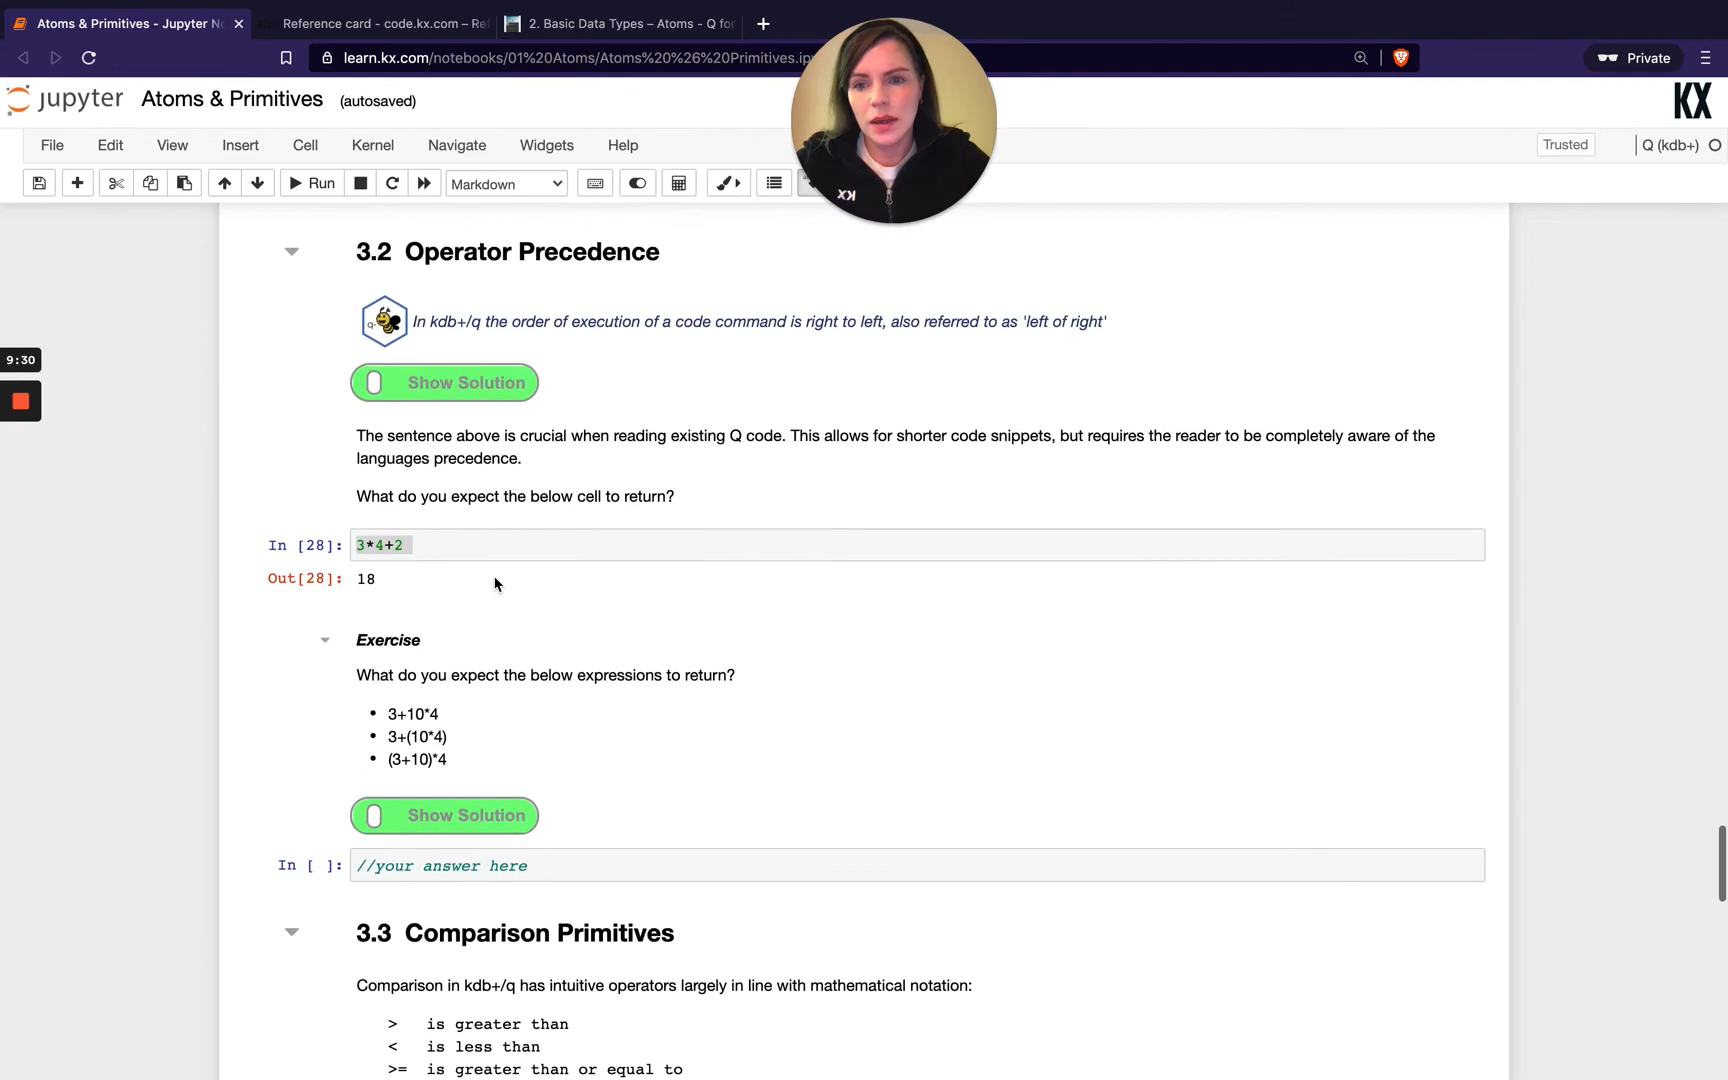 Atoms & Primitives - Jupyter No
Reference card - code.kx.com – Ref
2. Basic Data Types – Atoms - Q for
learn.kx.com/notebooks/01%20Atoms/Atoms%20%26%20Primitives.ip
Private
jupyter Atoms & Primitives (autosaved)
KX
File Edit View Insert Cell Kernel Navigate Widgets Help
Trusted
Q (kdb+)
Run
Markdown
KX
3.2 Operator Precedence
q-
In kdb+/q the order of execution of a code command is right to left, also referred to as 'left of right'
9:30
Show Solution
The sentence above is crucial when reading existing Q code. This allows for shorter code snippets, but requires the reader to be completely aware of the
languages precedence.
What do you expect the below cell to return?
In [28]: 3*4+2
Out[28]: 18
Exercise
What do you expect the below expressions to return?
• 3+10*4
• 3+(10*4)
• (3+10)*4
Show Solution
In [ ]: //your answer here
3.3 Comparison Primitives
Comparison in kdb+/q has intuitive operators largely in line with mathematical notation:
> is greater than
< is less than
>= is greater than or equal to